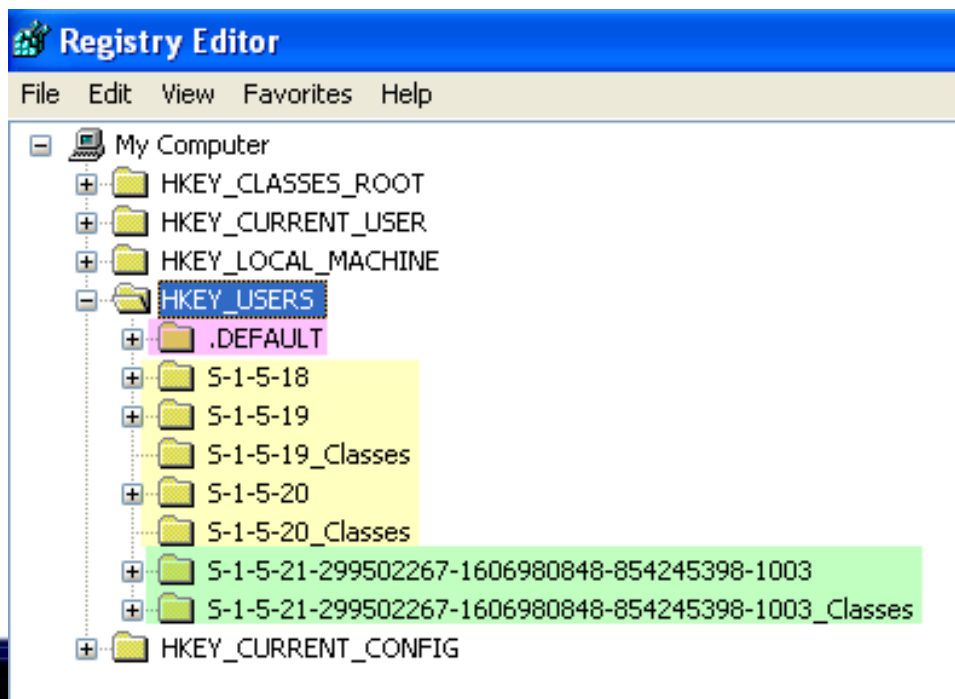 Registry Editor
File Edit View Favorites Help
My Computer
HKEY_CLASSES_ROOT
HKEY_CURRENT_USER
HKEY_LOCAL_MACHINE
HKEY_USERS
.DEFAULT
S-1-5-18
S-1-5-19
S-1-5-19_Classes
S-1-5-20
S-1-5-20_Classes
S-1-5-21-299502267-1606980848-854245398-1003
S-1-5-21-299502267-1606980848-854245398-1003_Classes
HKEY_CURRENT_CONFIG